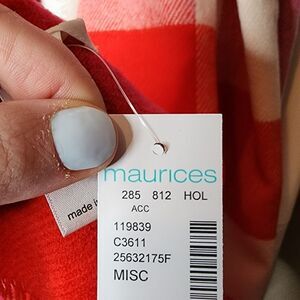 maurices
285 812 HOL
ACC
119839
C3611
25632175F
MISC
made